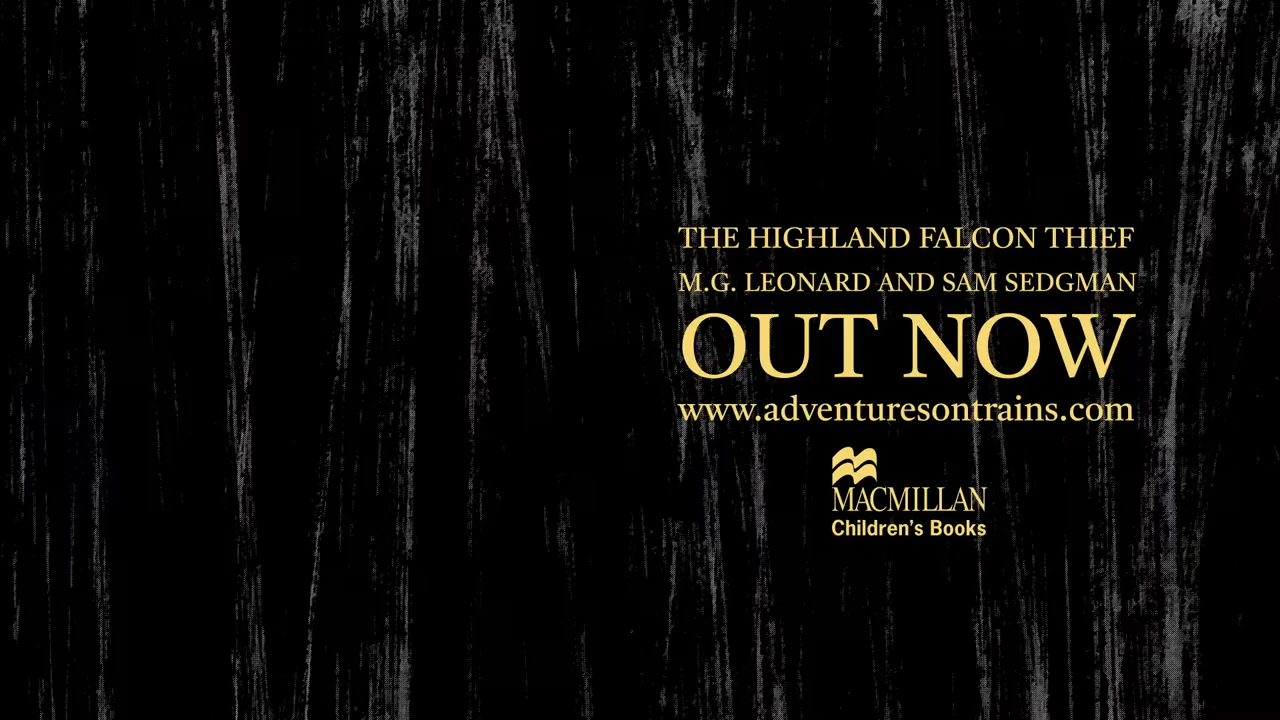 THE HIGHLAND FALCON THIEF
M.G. LEONARD AND SAM SEDGMAN
OUT NOW
www.adventuresontrains.com
MACMILLAN
Children's Books